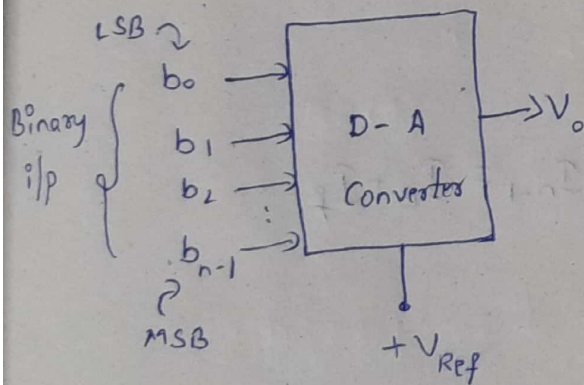 LSB
b0
Binary
i/p
b1
b2
:
bn-1
MSB
D-A
Converter
Vo
+VRef